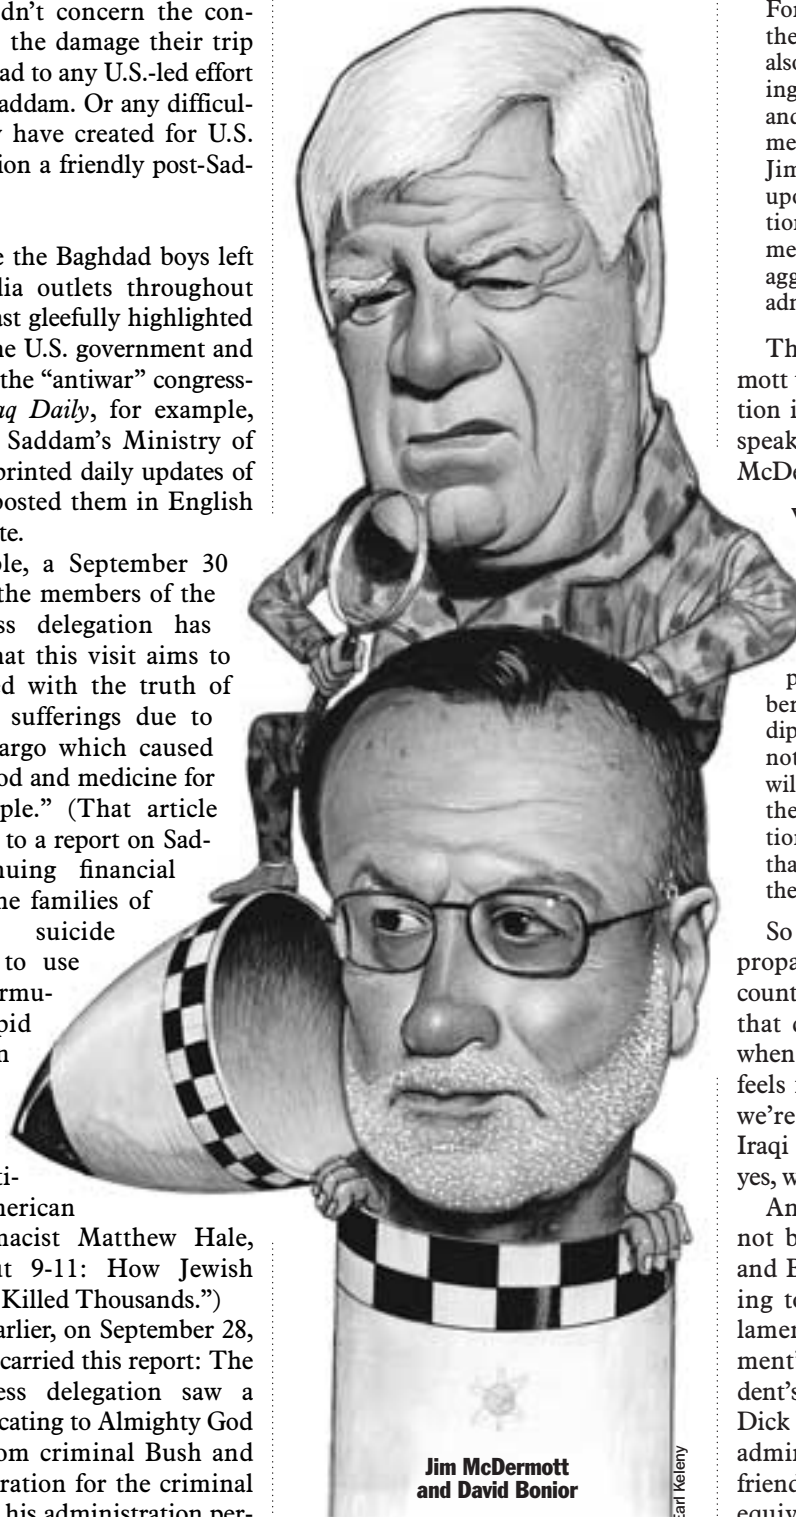 dn’t concern the con-
the damage their trip
ad to any U.S.-led effort
addam. Or any difficul-
have created for U.S.
ion a friendly post-Sad-
e the Baghdad boys left
dia outlets throughout
ast gleefully highlighted
he U.S. government and
the “antiwar” congress-
aq Daily, for example,
Saddam’s Ministry of
printed daily updates of
posted them in English
te.
ple, a September 30
the members of the
ss delegation has
hat this visit aims to
ed with the truth of
sufferings due to
argo which caused
od and medicine for
ple.” (That article
to a report on Sad-
nuing financial
he families of
suicide
to use
rmu-
pid
n
ti-
merican
macist Matthew Hale,
ut 9-11: How Jewish
Killed Thousands.”)
arlier, on September 28,
carried this report: The
ess delegation saw a
cating to Almighty God
om criminal Bush and
ration for the criminal
his administration per-
Jim McDermott
and David Bonior
Earl Keleny
For
the
also
ing
and
me
Jim
upo
tion
me
agg
adn
Th
mott
tion i
speak
McDe
p
ber
dip
not
wil
the
tion
tha
the
So
propa
count
that
when
feels
we’re
Iraqi
yes, w
An
not b
and B
ing to
lamen
ment’
dent’s
Dick
admin
friend
equiv